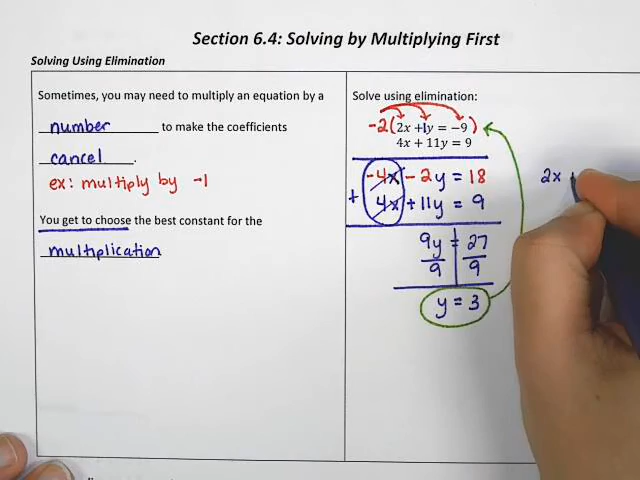 Section 6.4: Solving by Multiplying First
Solving Using Elimination
Sometimes, you may need to multiply an equation by a
number to make the coefficients
cancel.
ex: multiply by -1
You get to choose the best constant for the
multiplication
Solve using elimination:
-2(2x +1y = −9)
4x + 11y = 9
-4x - 2y = 18
+ 4x + 11y = 9
9y = 27
9 9
y = 3
2x